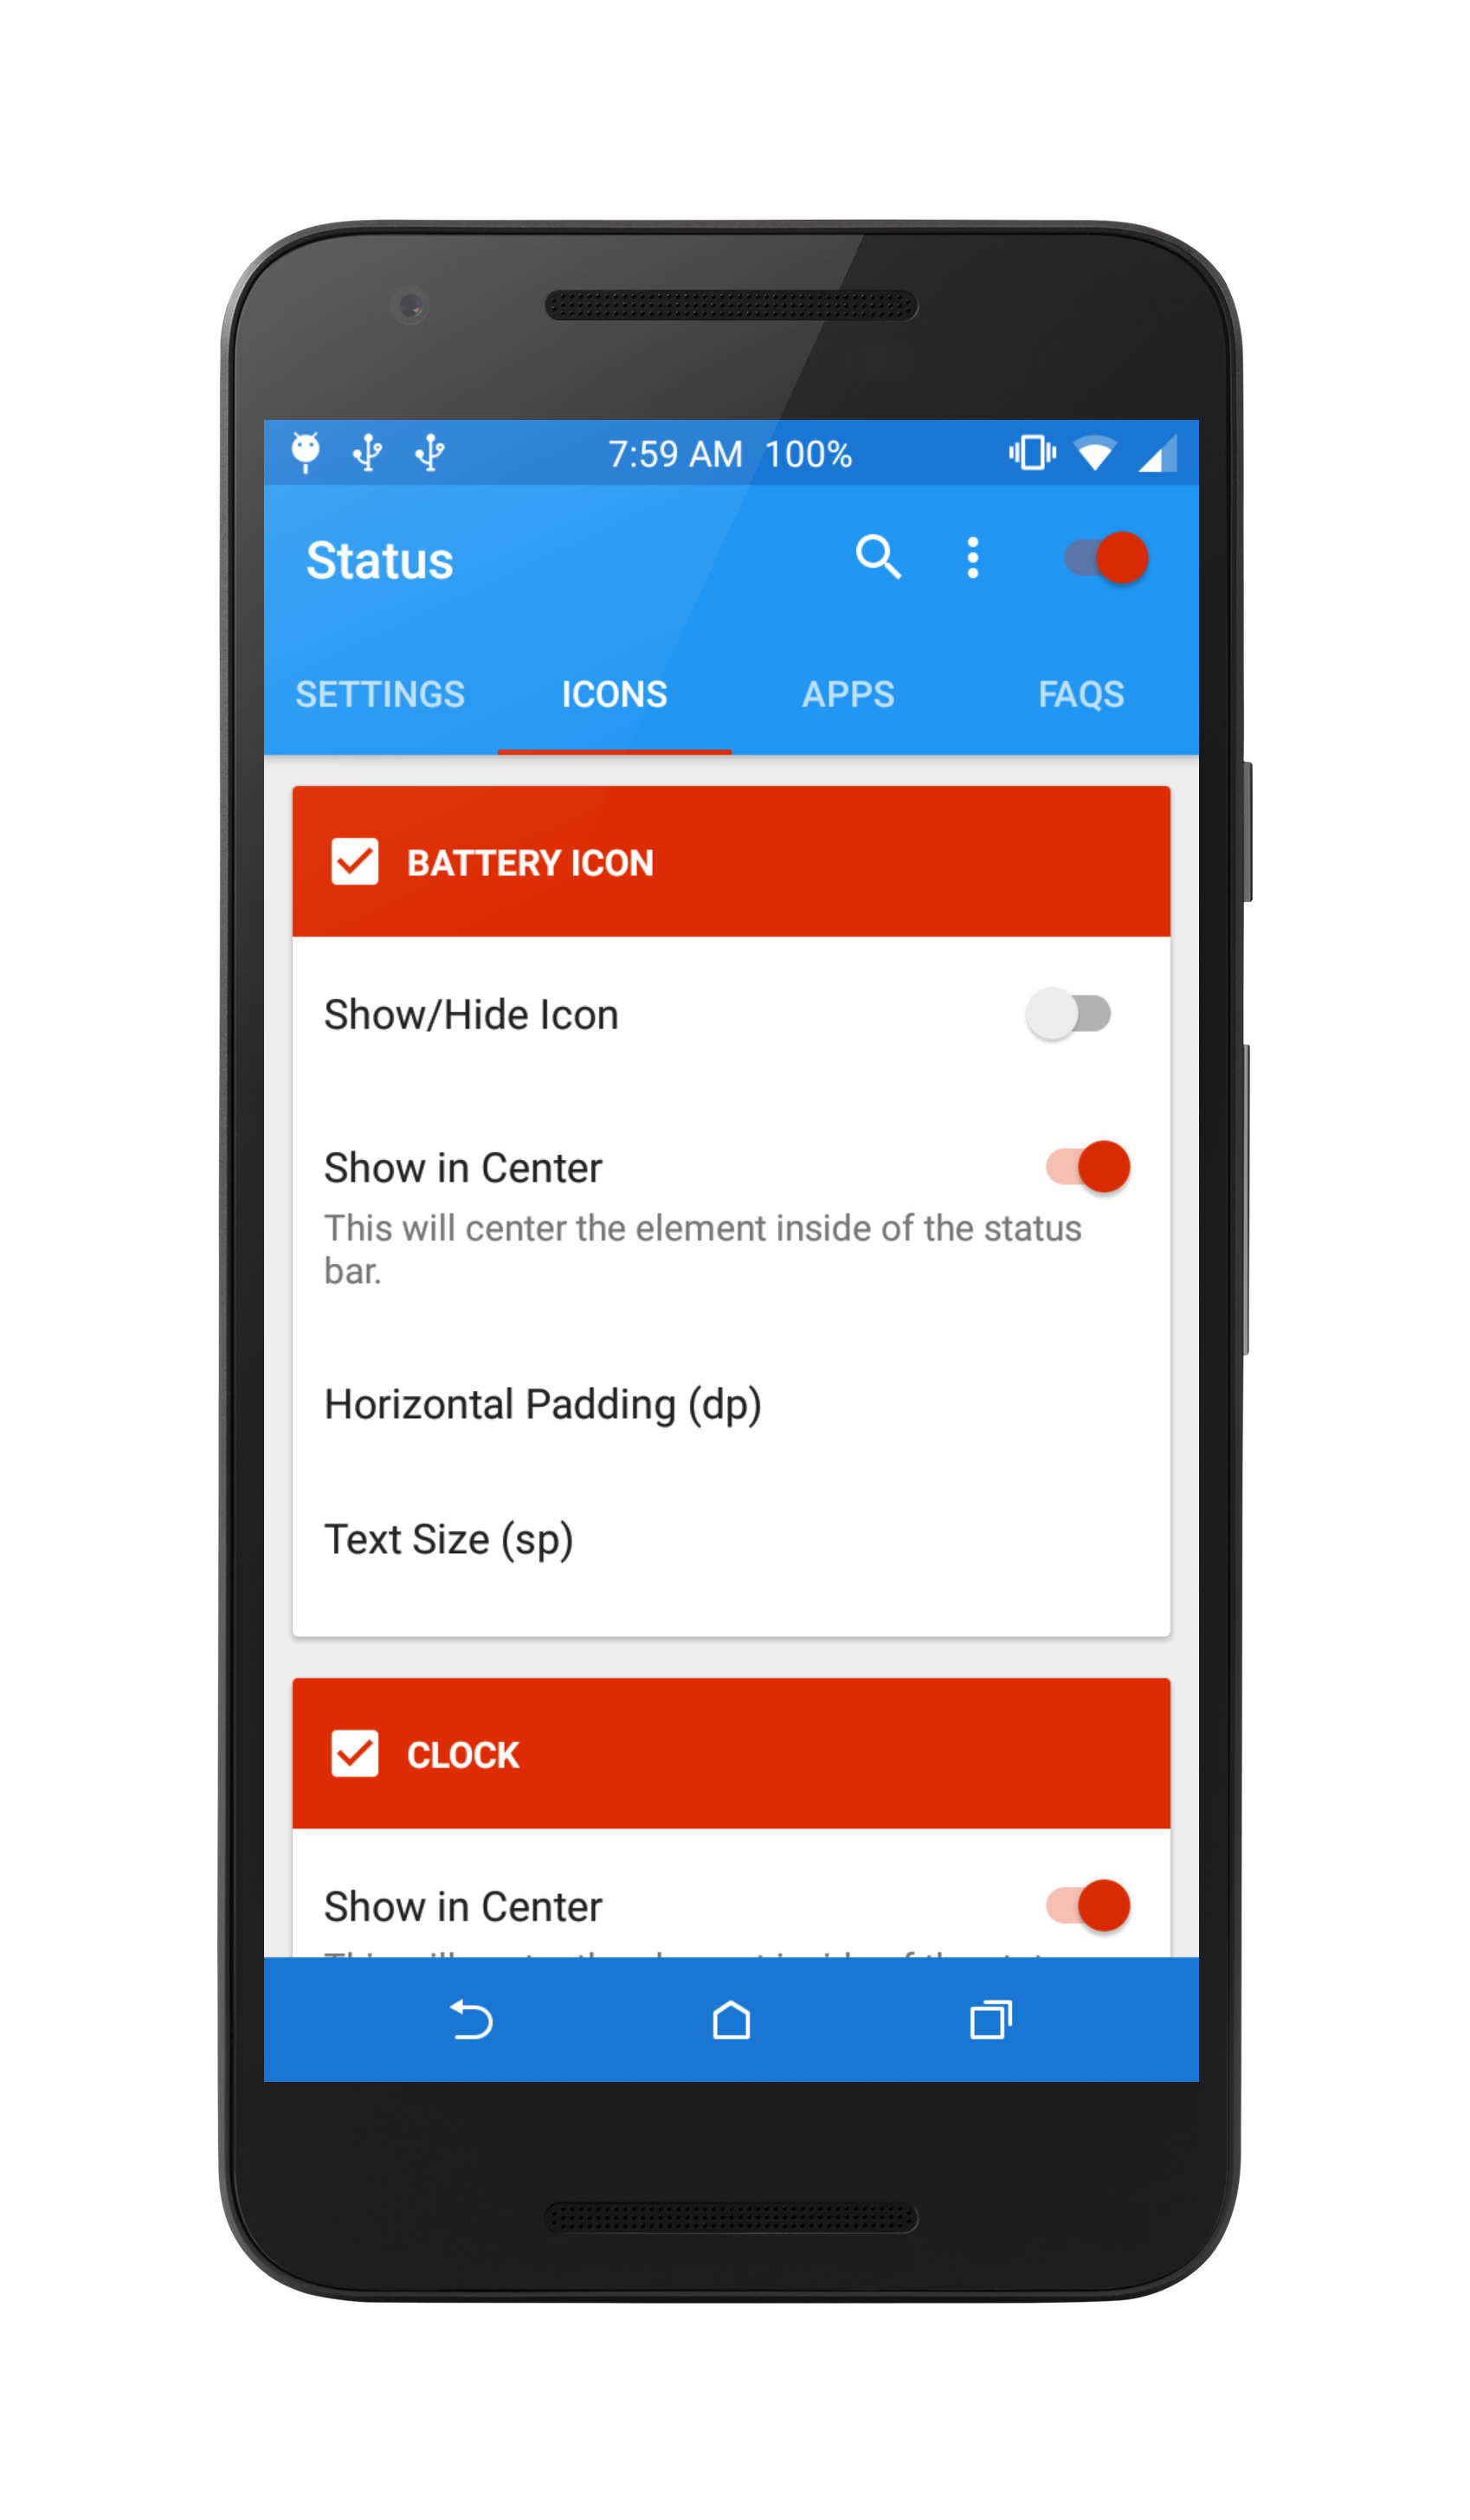 7:59 AM 100%
Status
SETTINGS ICONS APPS FAQS
BATTERY ICON
Show/Hide Icon
Show in Center
This will center the element inside of the status
bar.
Horizontal Padding (dp)
Text Size (sp)
CLOCK
Show in Center